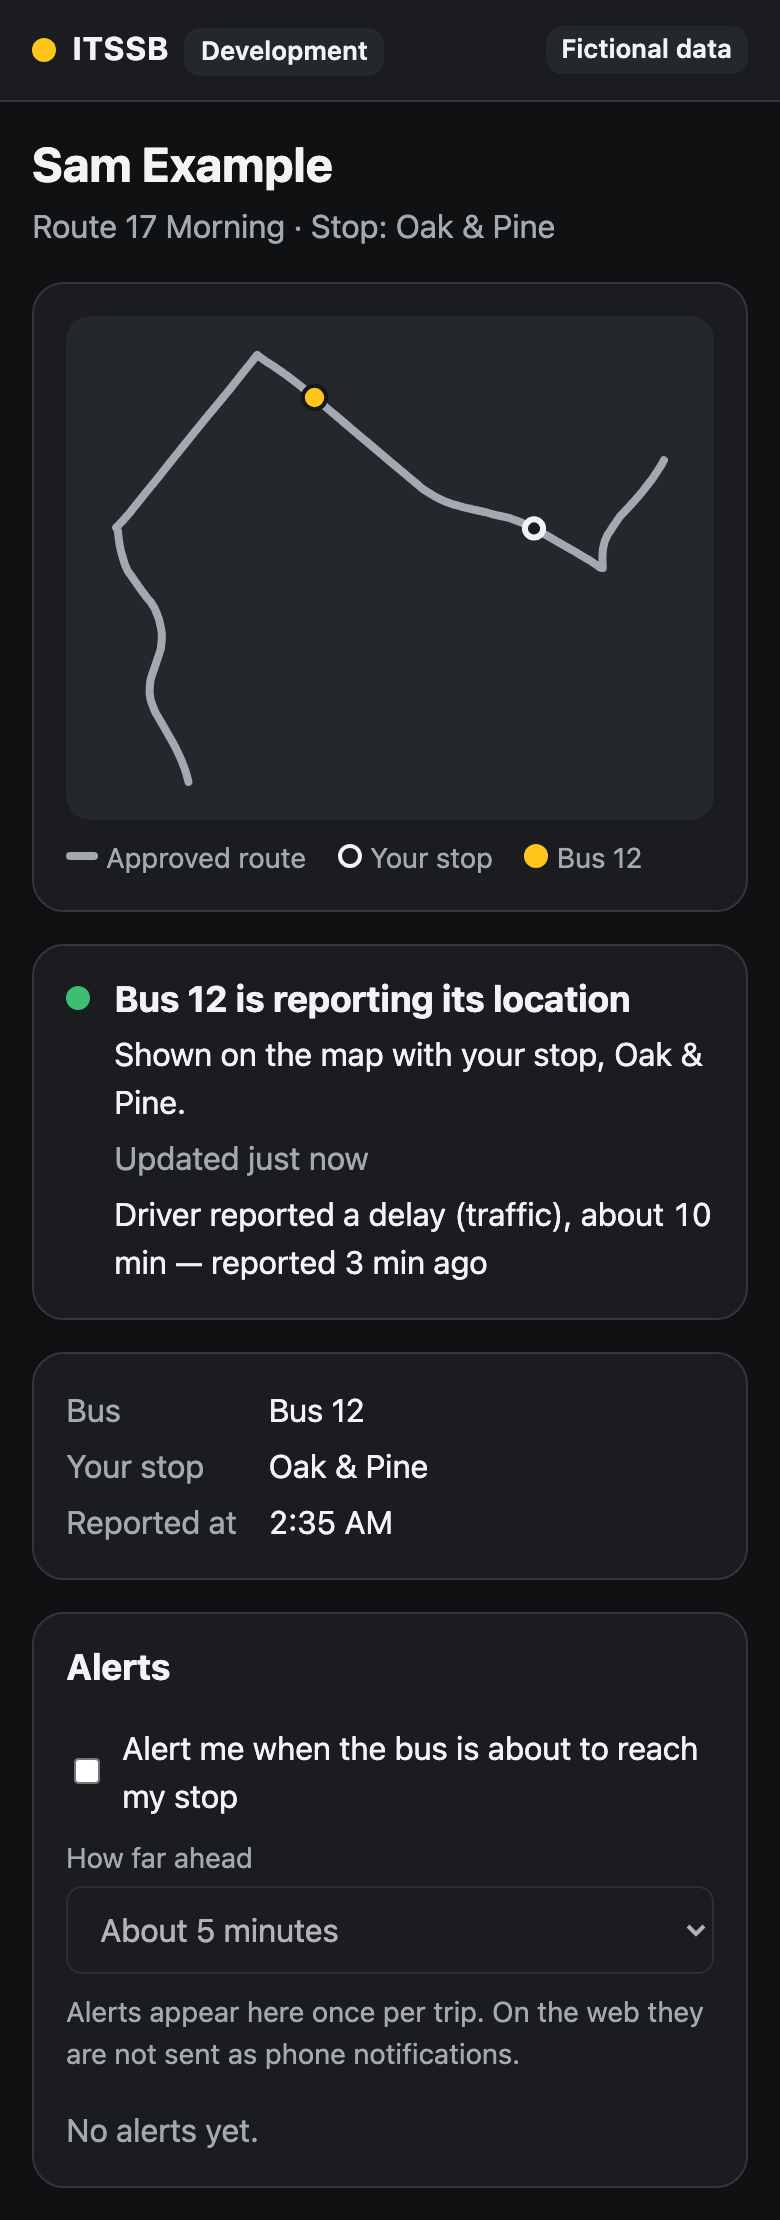 ITSSB Development Fictional data
Sam Example
Route 17 Morning · Stop: Oak & Pine
Approved route Your stop Bus 12
Bus 12 is reporting its location
Shown on the map with your stop, Oak &
Pine.
Updated just now
Driver reported a delay (traffic), about 10
min — reported 3 min ago
Bus Bus 12
Your stop Oak & Pine
Reported at 2:35 AM
Alerts
Alert me when the bus is about to reach
my stop
How far ahead
About 5 minutes
Alerts appear here once per trip. On the web they
are not sent as phone notifications.
No alerts yet.